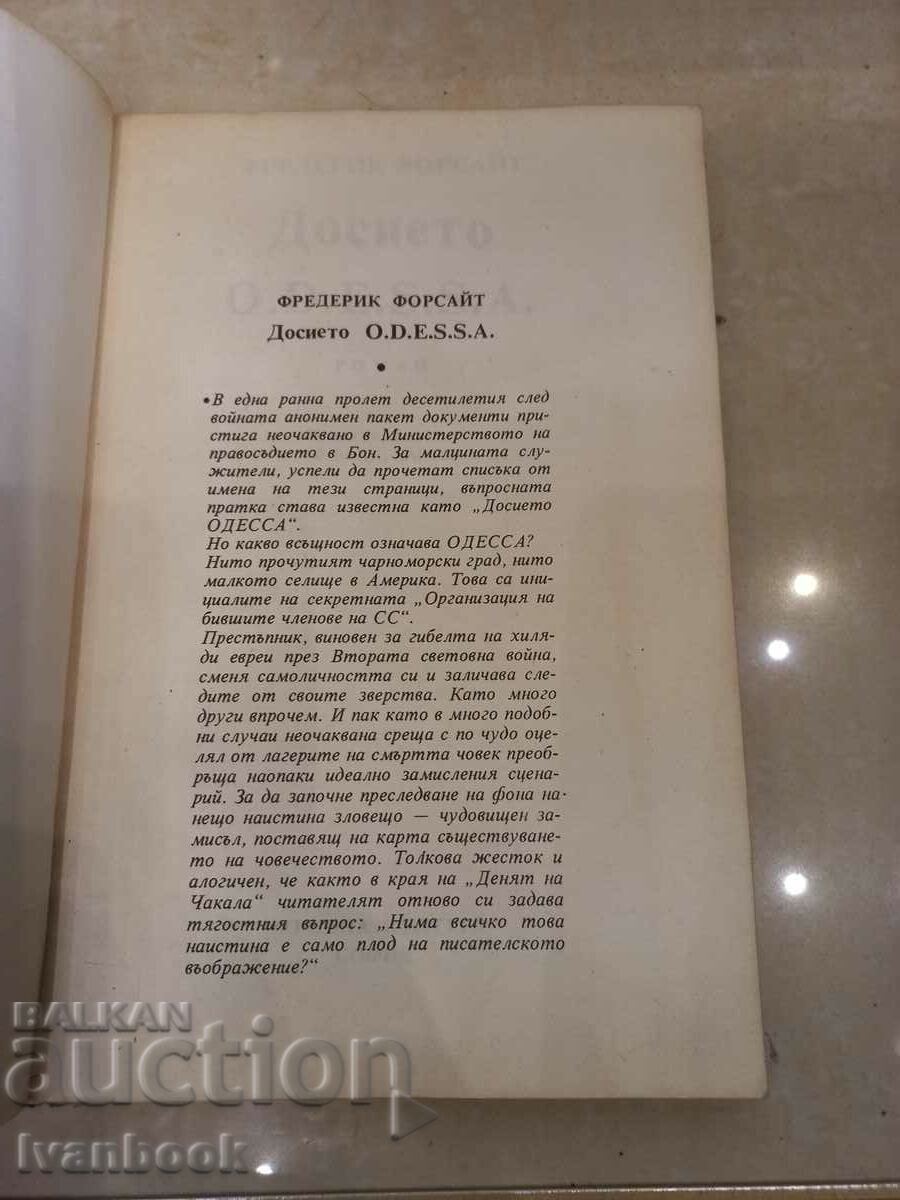 ФРЕДЕРИК ФОРСАЙТ
Досието O.D.E.S.S.A.
•
•В една ранна пролет десетилетия след
войната анонимен пакет документи при-
стига неочаквано в Министерството на
правосъдието в Бон. За малцината слу-
жители, успели да прочетат списъка от
имена на тези страници, въпросната
пратка става известна като „Досието
ОДЕССА“.
Но какво всъщност означава ОДЕССА?
Нито прочутият чарноморски град, нито
малкото селище в Америка. Това са ини-
циалите на секретната „Организация на
бившите членове на СС“.
Престъпник, виновен за гибелта на хиля-
ди евреи през Втората световна война,
сменя самоличността си и заличава сле-
дите от своите зверства. Като много
други впрочем. И пак като в много подоб-
ни случаи неочаквана среща с по чудо оце-
лял от лагерите на смъртта човек преоб-
ръща наопаки идеално замисления сцена-
рий. За да започне преследване на фона на
нещо наистина зловещо — чудовищен за-
мисъл, поставящ на карта съществуване-
то на човечеството. Толкова жесток и
алогичен, че както в края на „Денят на
Чакала“ читателят отново си задава
тягостния въпрос: „Нима всичко това
наистина е само плод на писателското
въображение?“
BALKAN
auction
Ivanbook